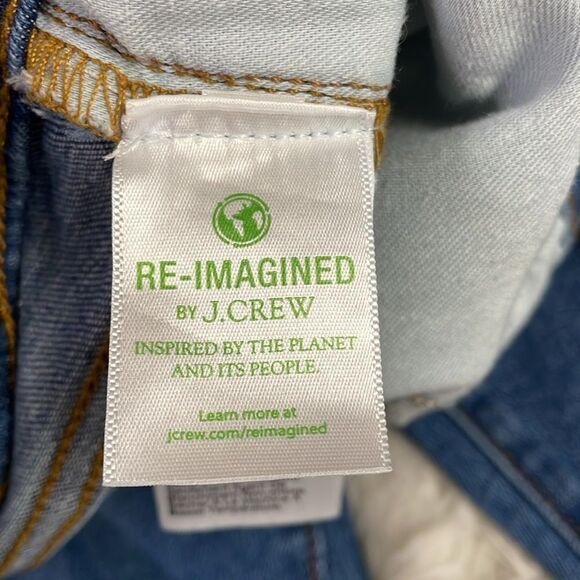 RE-IMAGINED
BY J.CREW
INSPIRED BY THE PLANET
AND ITS PEOPLE.
Learn more at
jcrew.com/reimagined